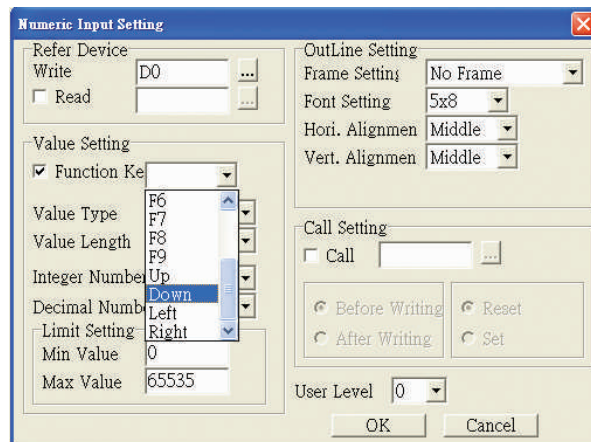 Numeric Input Setting
Refer Device
Write D0 ...
Read ...
Value Setting
Function Ke
F6
F7
F8
F9
Up
Down
Left
Right
Value Type
Value Length
Integer Number
Decimal Numb
Limit Setting
Min Value 0
Max Value 65535
OutLine Setting
Frame Setting No Frame
Font Setting 5x8
Hori. Alignmen Middle
Vert. Alignmen Middle
Call Setting
Call ...
Before Writing Reset
After Writing Set
User Level 0
OK Cancel